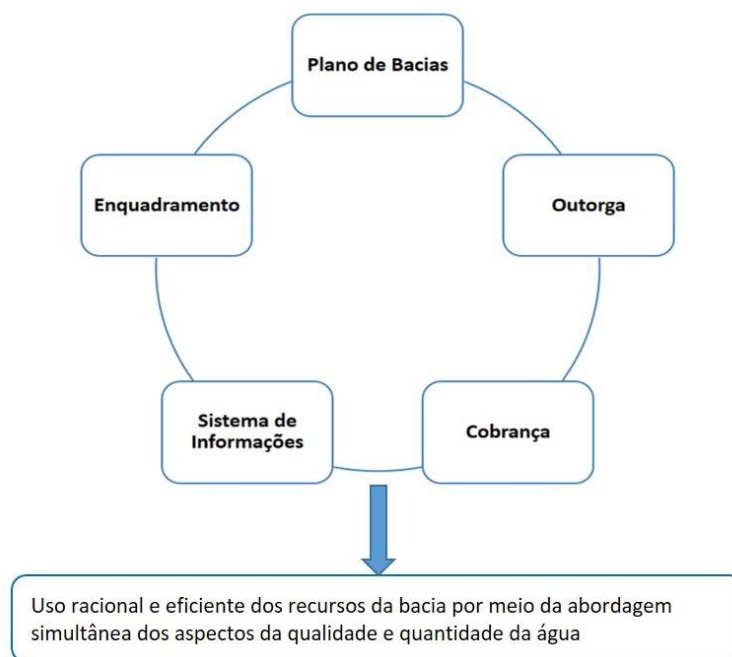 Plano de Bacias
Enquadramento
Outorga
Sistema de
Informações
Cobrança
Uso racional e eficiente dos recursos da bacia por meio da abordagem
simultânea dos aspectos da qualidade e quantidade da água